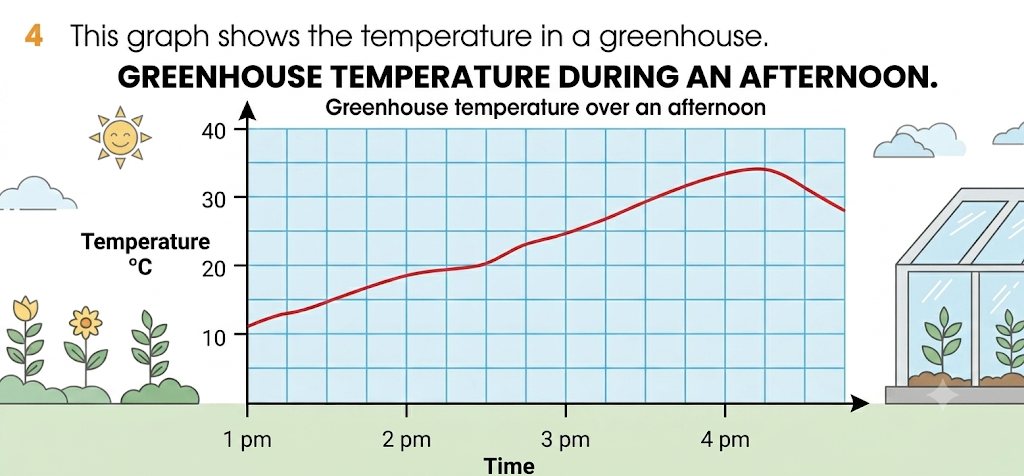 4 This graph shows the temperature in a greenhouse.
GREENHOUSE TEMPERATURE DURING AN AFTERNOON.
Greenhouse temperature over an afternoon
40
30
Temperature
°C
20
10
1 pm 2 pm 3 pm 4 pm
Time